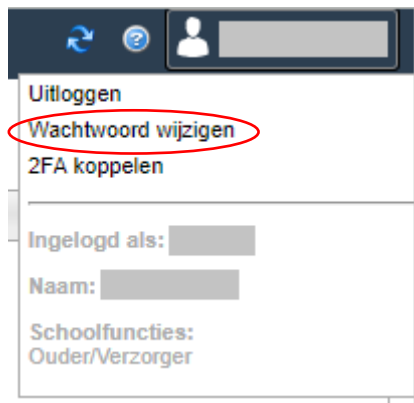 Uitloggen
Wachtwoord wijzigen
2FA koppelen
Ingelogd als:
Naam:
Schoolfuncties:
Ouder/Verzorger